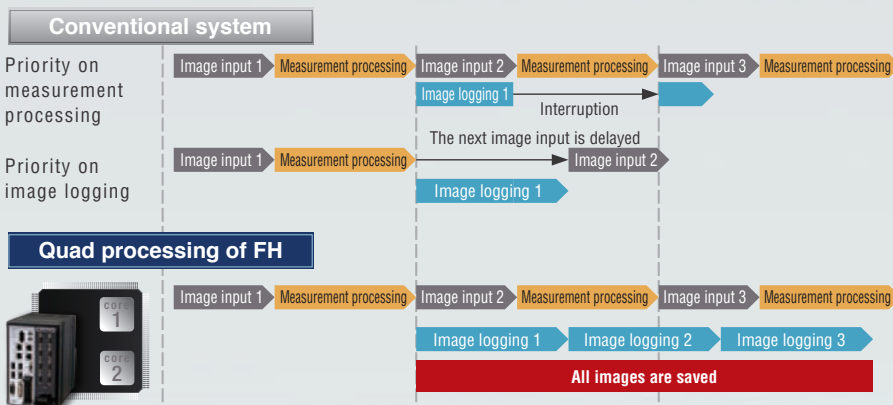 Conventional system
Priority on
measurement
processing
Image input 1 Measurement processing Image input 2 Measurement processing Image input 3 Measurement processing
Image logging 1
Interruption
The next image input is delayed
Priority on
image logging
Image input 1 Measurement processing Image input 2
Image logging 1
Quad processing of FH
core
1
core
2
Image input 1 Measurement processing Image input 2 Measurement processing Image input 3 Measurement processing
Image logging 1 Image logging 2 Image logging 3
All images are saved